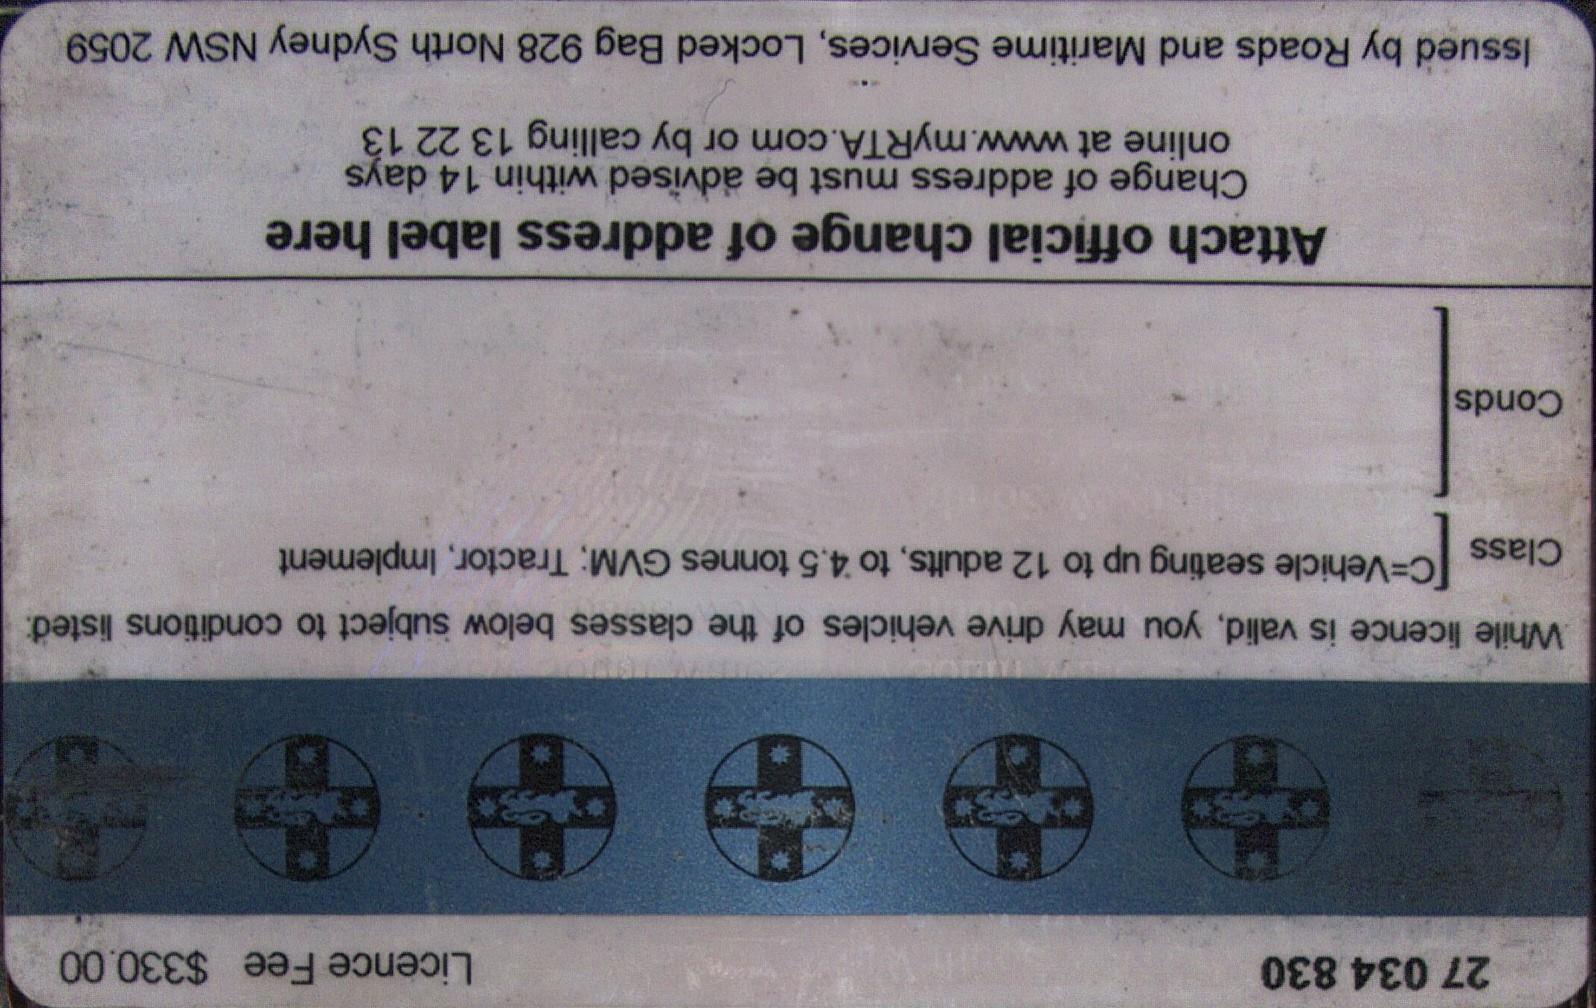 27 034 830 Licence Fee $330.00
While licence is valid, you may drive vehicles of the classes below subject to conditions listed.
Class [C=Vehicle seating up to 12 adults, to 4.5 tonnes GVM; Tractor, Implement
Conds [
Attach official change of address label here
Change of address must be advised within 14 days
online at www.myRTA.com or by calling 13 22 13
Issued by Roads and Maritime Services, Locked Bag 928 North Sydney NSW 2059